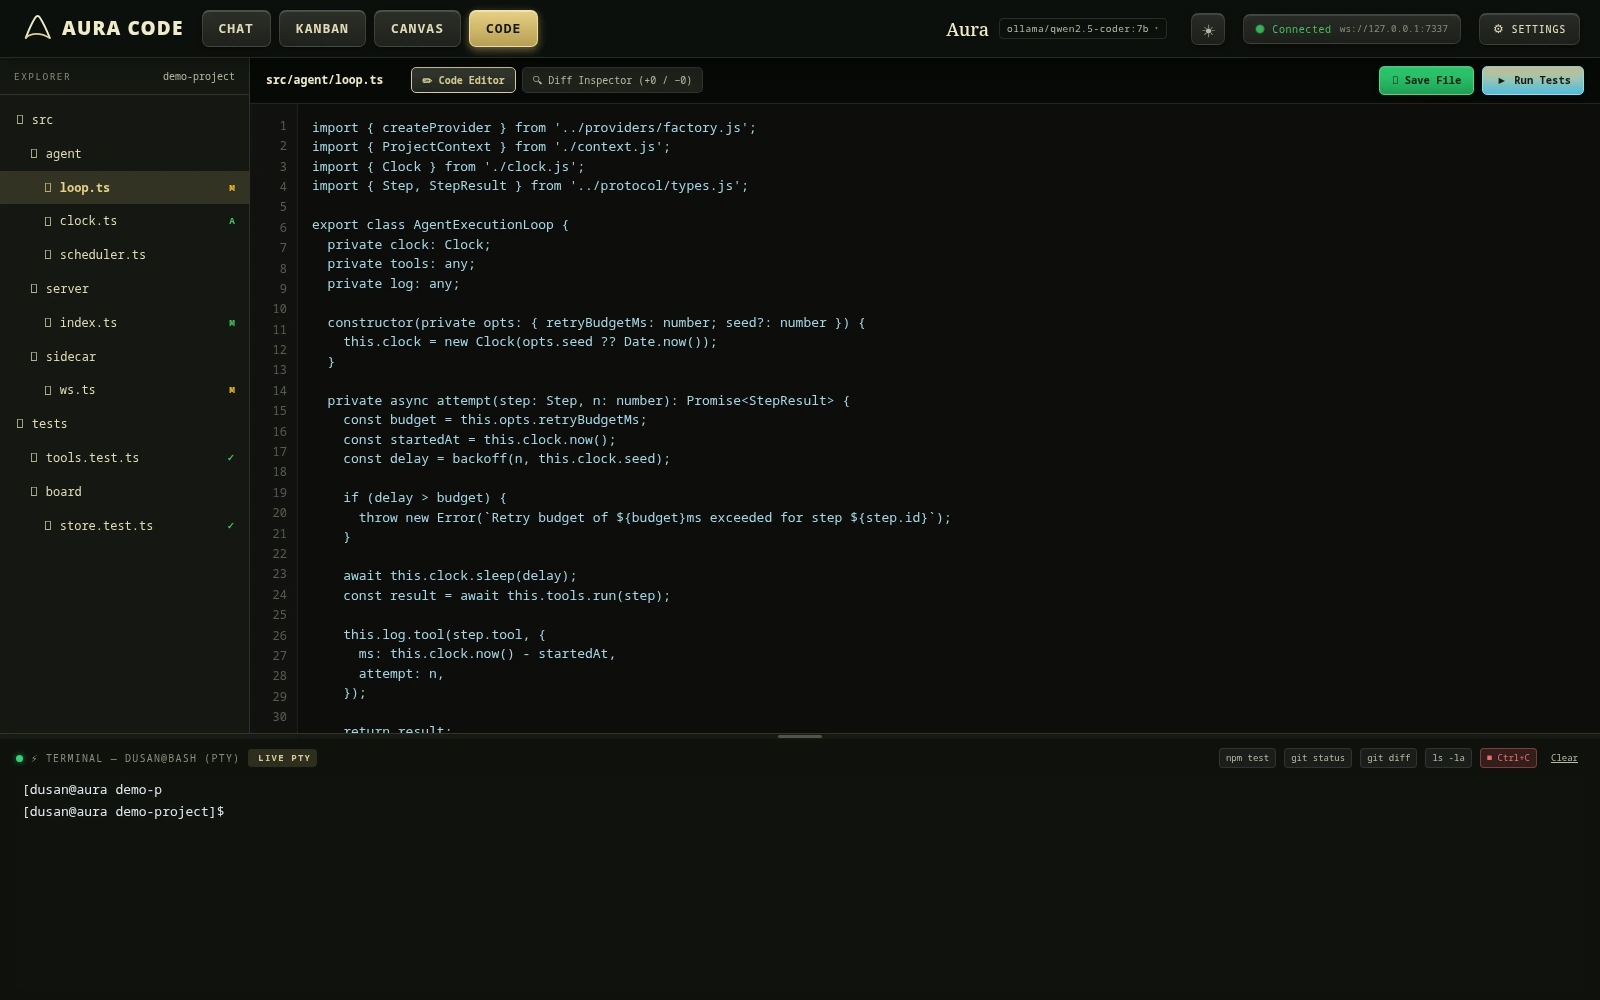 AURA CODE
CHAT
KANBAN
CANVAS
CODE
Aura
ollama/qwen2.5-coder:7b
Connected ws://127.0.0.1:7337
SETTINGS
EXPLORER
demo-project
src
agent
loop.ts M
clock.ts A
scheduler.ts
server
index.ts M
sidecar
ws.ts M
tests
tools.test.ts ✓
board
store.test.ts ✓
src/agent/loop.ts
Code Editor
Diff Inspector (+0 / −0)
Save File
Run Tests
1 import { createProvider } from '../providers/factory.js';
2 import { ProjectContext } from './context.js';
3 import { Clock } from './clock.js';
4 import { Step, StepResult } from '../protocol/types.js';
5
6 export class AgentExecutionLoop {
7   private clock: Clock;
8   private tools: any;
9   private log: any;
10
11   constructor(private opts: { retryBudgetMs: number; seed?: number }) {
12     this.clock = new Clock(opts.seed ?? Date.now());
13   }
14
15   private async attempt(step: Step, n: number): Promise<StepResult> {
16     const budget = this.opts.retryBudgetMs;
17     const startedAt = this.clock.now();
18     const delay = backoff(n, this.clock.seed);
19
20     if (delay > budget) {
21       throw new Error(`Retry budget of ${budget}ms exceeded for step ${step.id}`);
22     }
23
24     await this.clock.sleep(delay);
25     const result = await this.tools.run(step);
26
27     this.log.tool(step.tool, {
28       ms: this.clock.now() - startedAt,
29       attempt: n,
30     });
    return result;
⚡ TERMINAL — DUSAN@BASH (PTY)
LIVE PTY
npm test
git status
git diff
ls -la
Ctrl+C
Clear
[dusan@aura demo-p
[dusan@aura demo-project]$